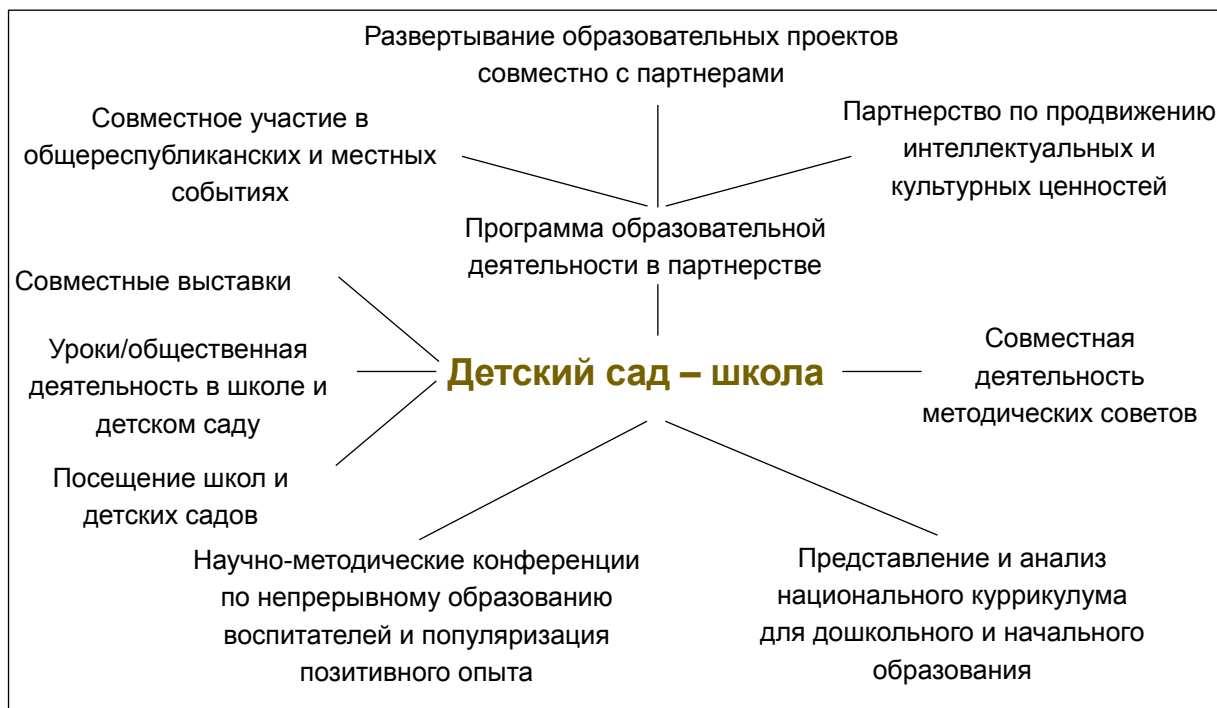 Развертывание образовательных проектов
совместно с партнерами
Совместное участие в
общереспубликанских и местных
событиях
Партнерство по продвижению
интеллектуальных и
культурных ценностей
Программа образовательной
деятельности в партнерстве
Совместные выставки
Уроки/общественная
деятельность в школе и
детском саду
Детский сад – школа
Совместная
деятельность
методических советов
Посещение школ и
детских садов
Научно-методические конференции
по непрерывному образованию
воспитателей и популяризация
позитивного опыта
Представление и анализ
национального куррикулума
для дошкольного и начального
образования